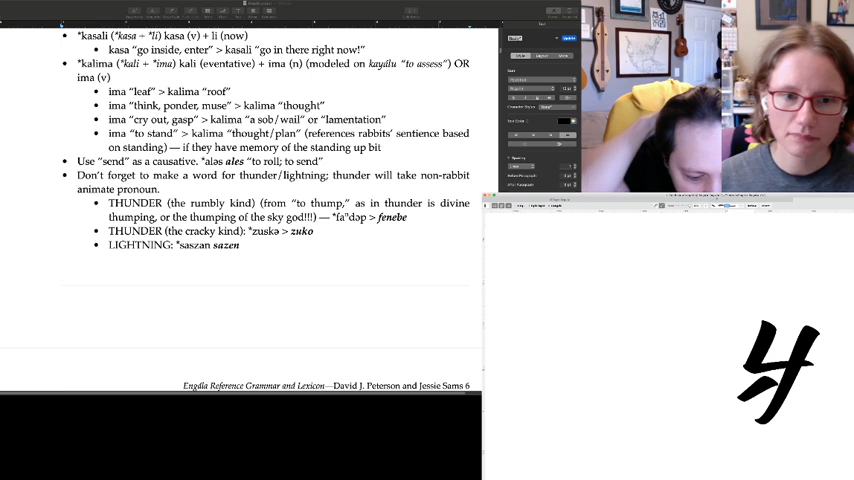 *kasali (*kasa + *li) kasa (v) + li (now)
kasa “go inside, enter” > kasali “go in there right now!”
*kalima (*kali + *ima) kali (eventative) + ima (n) (modeled on kayálu “to assess”) OR
ima (v)
ima “leaf” > kalima “roof”
ima “think, ponder, muse” > kalima “thought”
ima “cry out, gasp” > kalima “a sob/wail” or “lamentation”
ima “to stand” > kalima “thought/plan” (references rabbits’ sentience based
on standing) — if they have memory of the standing up bit
Use “send” as a causative. *aləs ales “to roll; to send”
Don’t forget to make a word for thunder/lightning; thunder will take non-rabbit
animate pronoun.
THUNDER (the rumbly kind) (from “to thump,” as in thunder is divine
thumping, or the thumping of the sky god!!!) — *faⁿdəp > fenebe
THUNDER (the cracky kind): *zuskə > zuko
LIGHTNING: *saszan sazen
Engála Reference Grammar and Lexicon—David J. Peterson and Jessie Sams 6